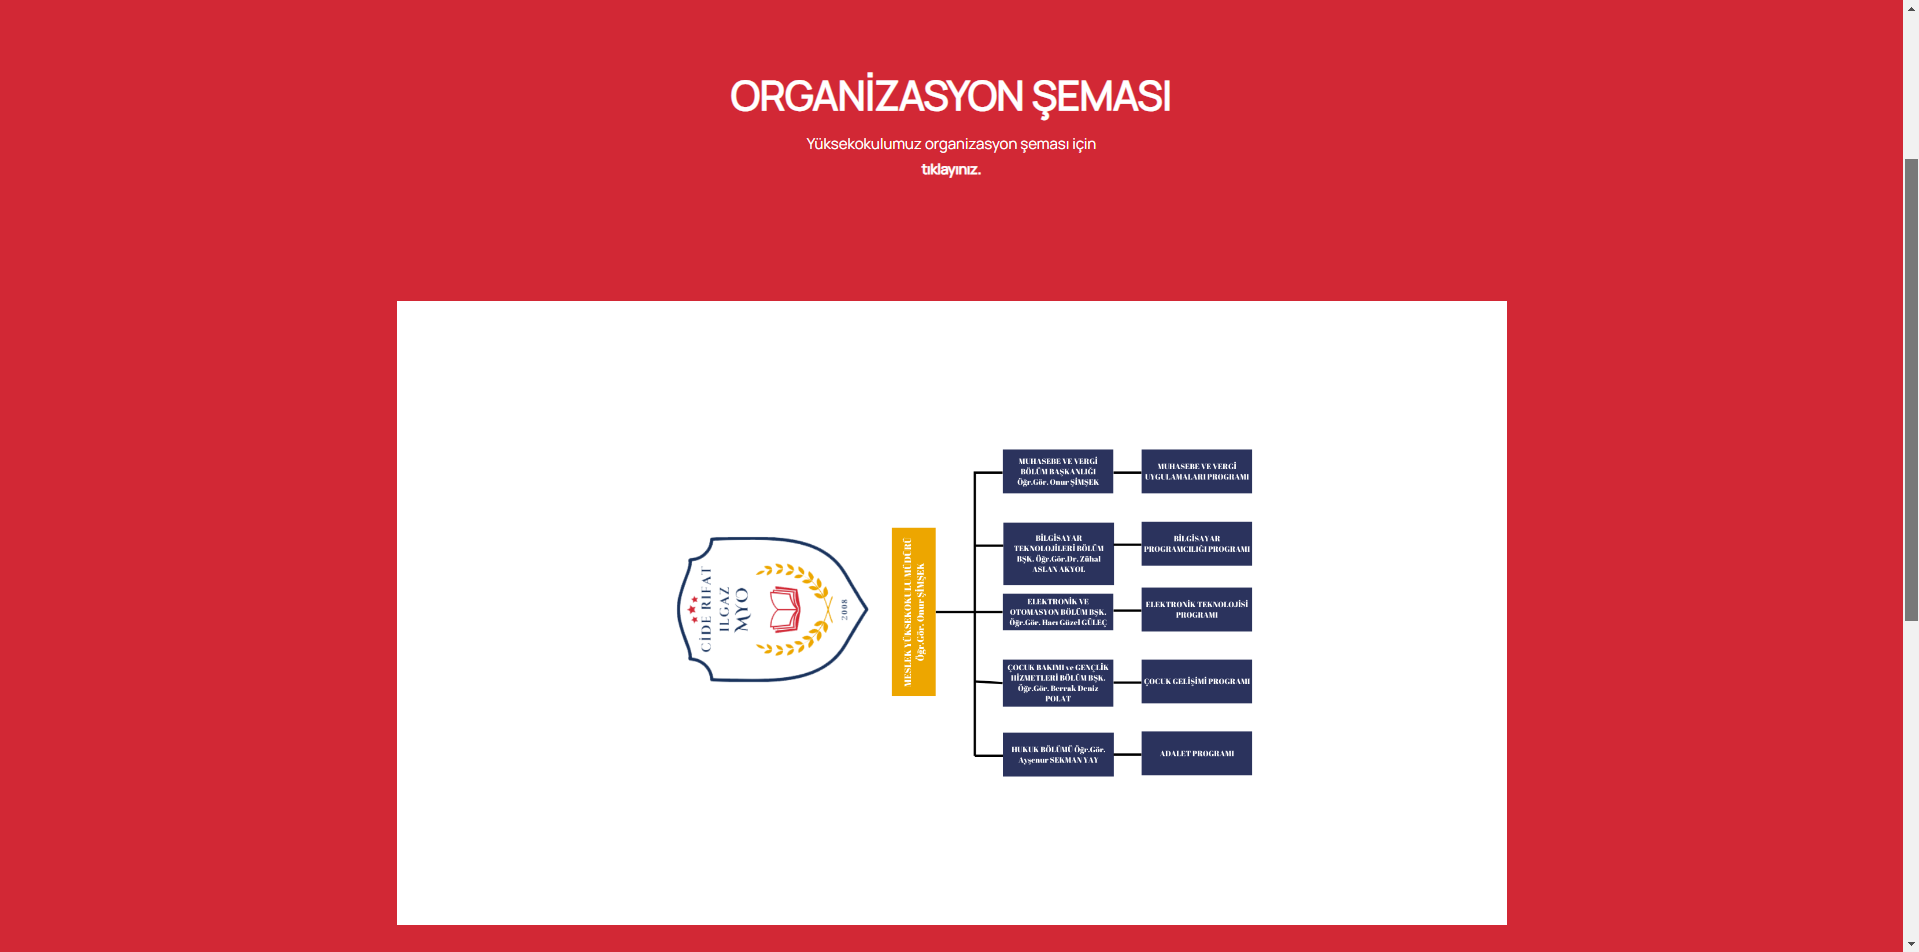 ORGANİZASYON ŞEMASI
Yüksekokulumuz organizasyon şeması için
tıklayınız.
CİDE RIFAT
ILGAZ
MYO
2008
MESLEK YÜKSEKOKULU MÜDÜRÜ
Öğr.Gör. Onur ŞİMŞEK
MUHASEBE VE VERGİ
BÖLÜM BAŞKANLIĞI
Öğr.Gör. Onur ŞİMŞEK
MUHASEBE VE VERGİ
UYGULAMALARI PROGRAMI
BİLGİSAYAR
TEKNOLOJİLERİ BÖLÜM
BŞK. Öğr.Gör.Dr. Zühal
ASLAN AKYOL
BİLGİSAYAR
PROGRAMCILIĞI PROGRAMI
ELEKTRONİK VE
OTOMASYON BÖLÜM BŞK.
Öğr.Gör. Hacı Güzel GÜLEÇ
ELEKTRONİK TEKNOLOJİSİ
PROGRAMI
ÇOCUK BAKIMI ve GENÇLİK
HİZMETLERİ BÖLÜM BŞK.
Öğr.Gör. Berrak Deniz
POLAT
ÇOCUK GELİŞİMİ PROGRAMI
HUKUK BÖLÜMÜ Öğr.Gör.
Ayşenur SEKMAN YAY
ADALET PROGRAMI